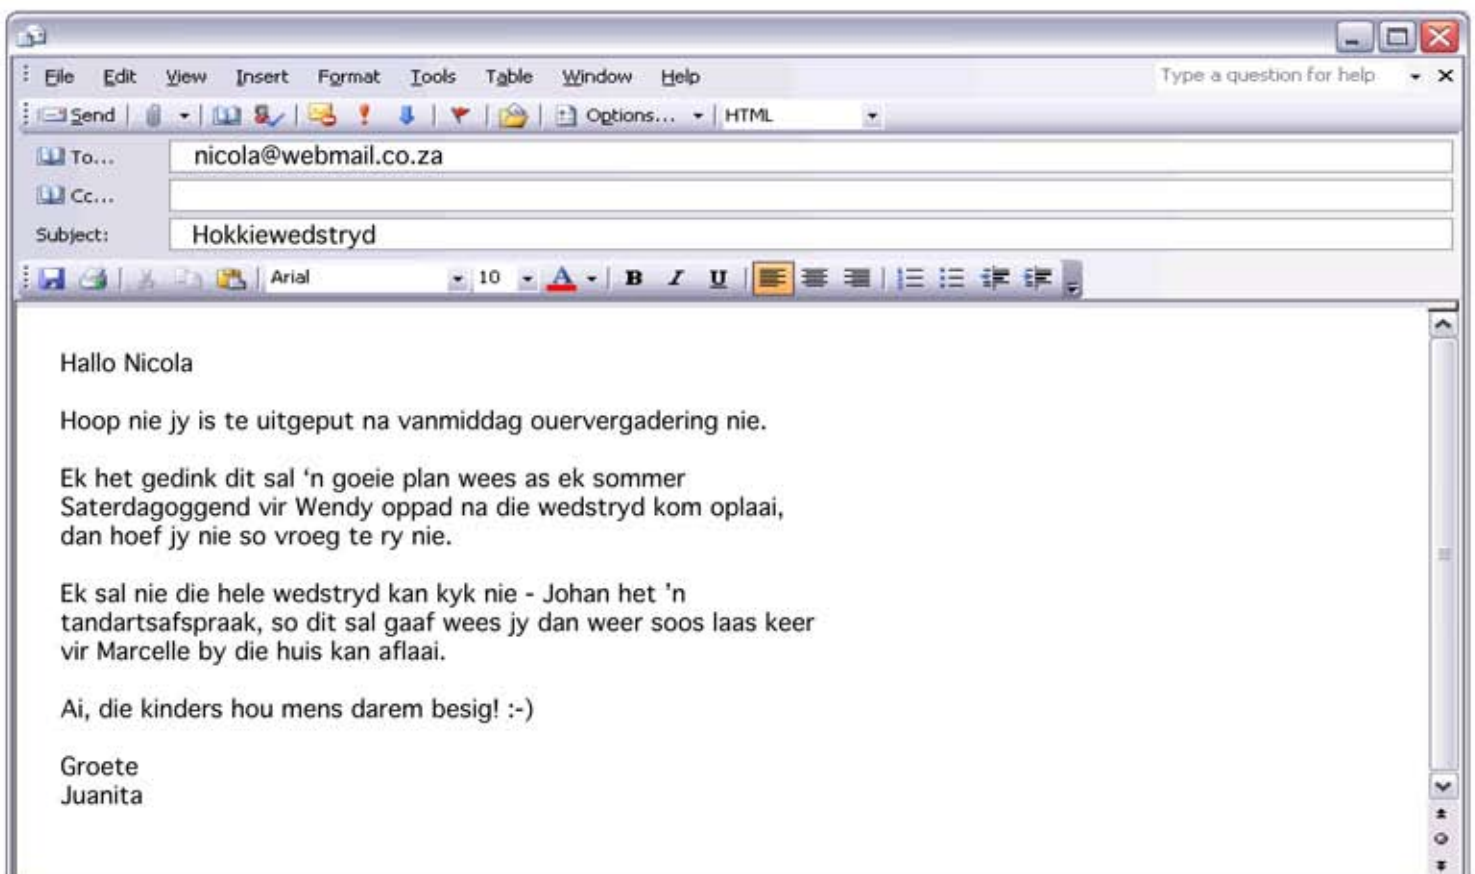 File Edit View Insert Format Tools Table Window Help Type a question for help
Send Options... HTML
To... nicola@webmail.co.za
Cc...
Subject: Hokkiewedstryd
Arial 10 A B I U
Hallo Nicola
Hoop nie jy is te uitgeput na vanmiddag ouervergadering nie.
Ek het gedink dit sal ‘n goeie plan wees as ek sommer
Saterdagoggend vir Wendy oppad na die wedstryd kom oplaai,
dan hoef jy nie so vroeg te ry nie.
Ek sal nie die hele wedstryd kan kyk nie - Johan het ’n
tandartsafspraak, so dit sal gaaf wees jy dan weer soos laas keer
vir Marcelle by die huis kan aflaai.
Ai, die kinders hou mens darem besig! :-)
Groete
Juanita